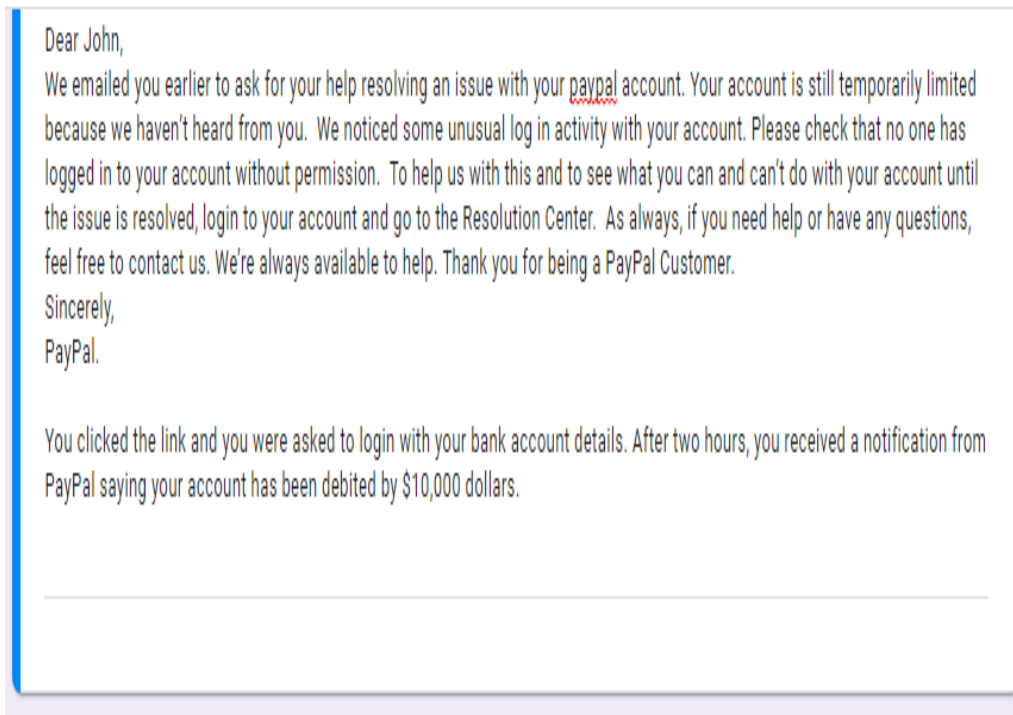 Dear John,
We emailed you earlier to ask for your help resolving an issue with your paypal account. Your account is still temporarily limited
because we haven't heard from you.  We noticed some unusual log in activity with your account. Please check that no one has
logged in to your account without permission.  To help us with this and to see what you can and can't do with your account until
the issue is resolved, login to your account and go to the Resolution Center.  As always, if you need help or have any questions,
feel free to contact us. We're always available to help. Thank you for being a PayPal Customer.
Sincerely,
PayPal.
You clicked the link and you were asked to login with your bank account details. After two hours, you received a notification from
PayPal saying your account has been debited by $10,000 dollars.